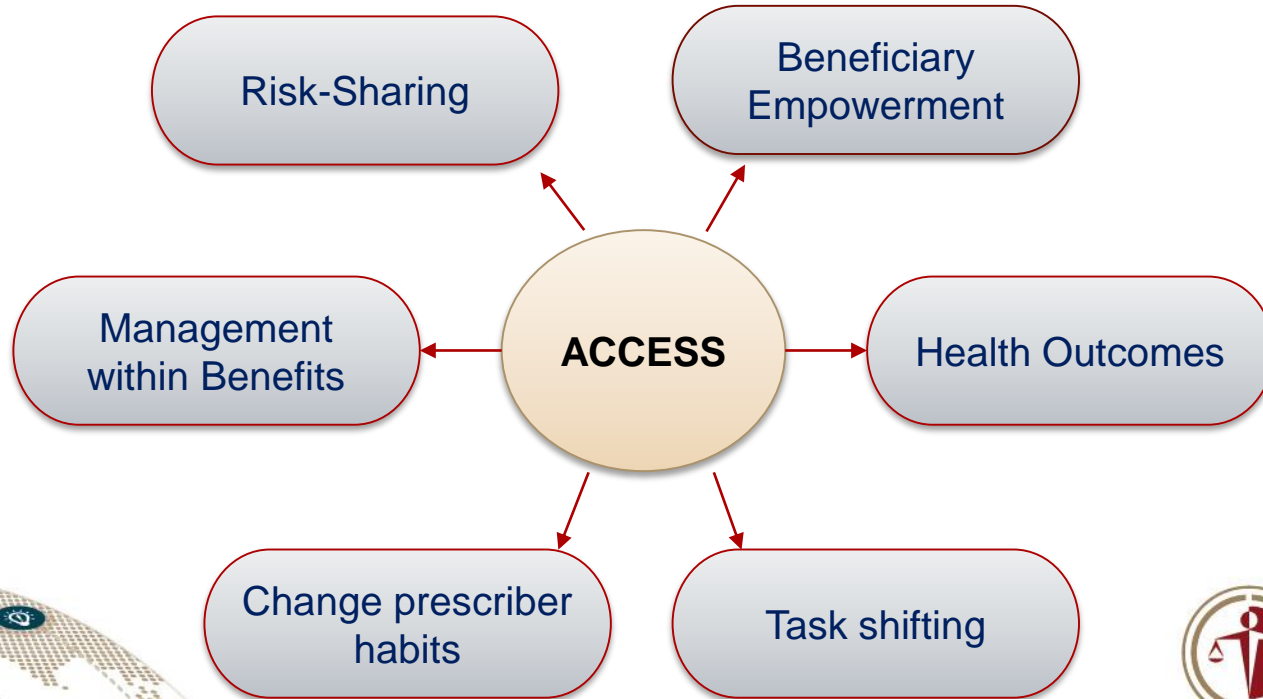 Risk-Sharing
Beneficiary
Empowerment
Management
within Benefits
ACCESS
Health Outcomes
Change prescriber
habits
Task shifting